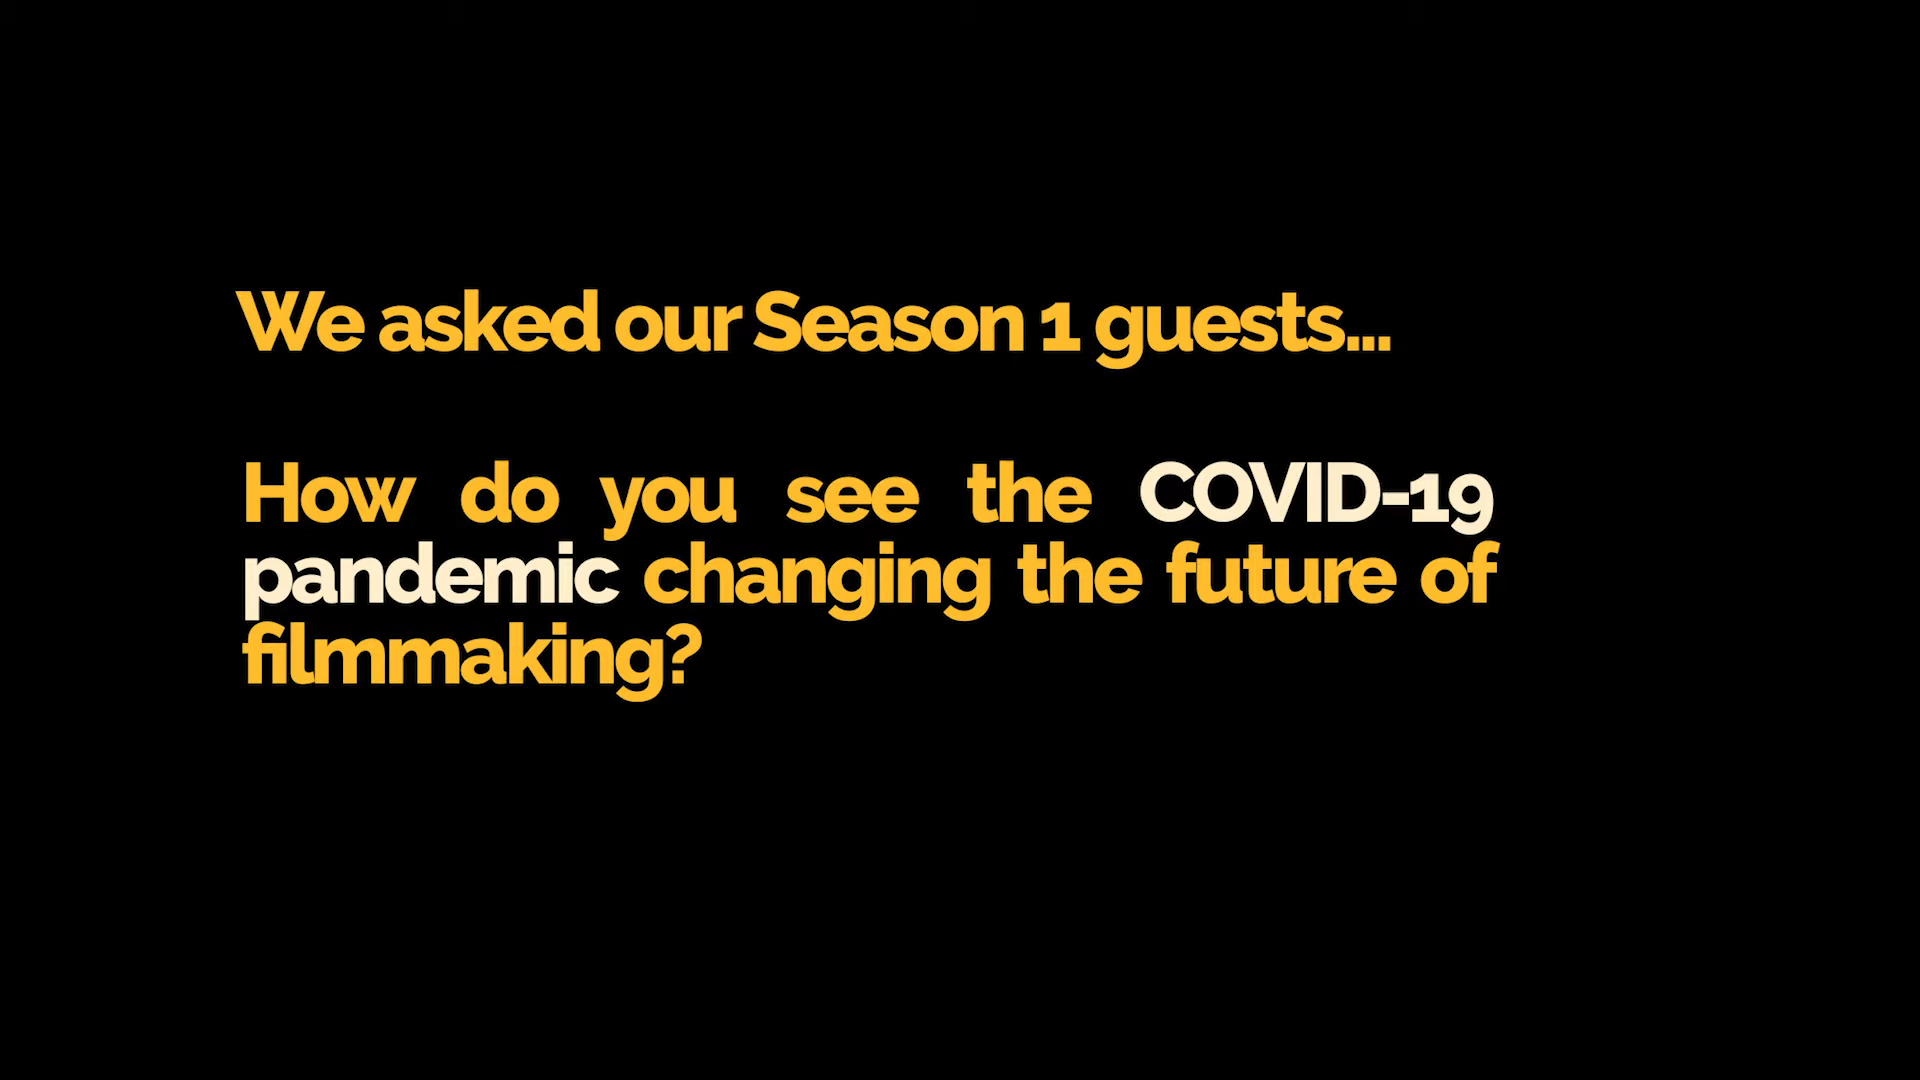 We asked our Season 1 guests...
How do you see the COVID-19
pandemic changing the future of
filmmaking?